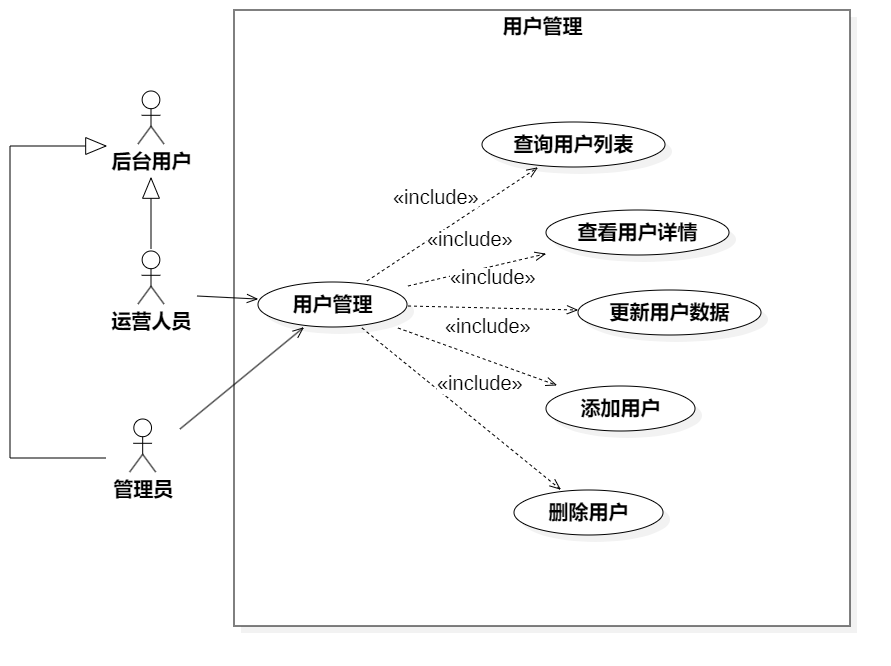 用户管理
后台用户
查询用户列表
«include»
查看用户详情
«include»
«include»
运营人员
用户管理
更新用户数据
«include»
«include»
添加用户
管理员
删除用户